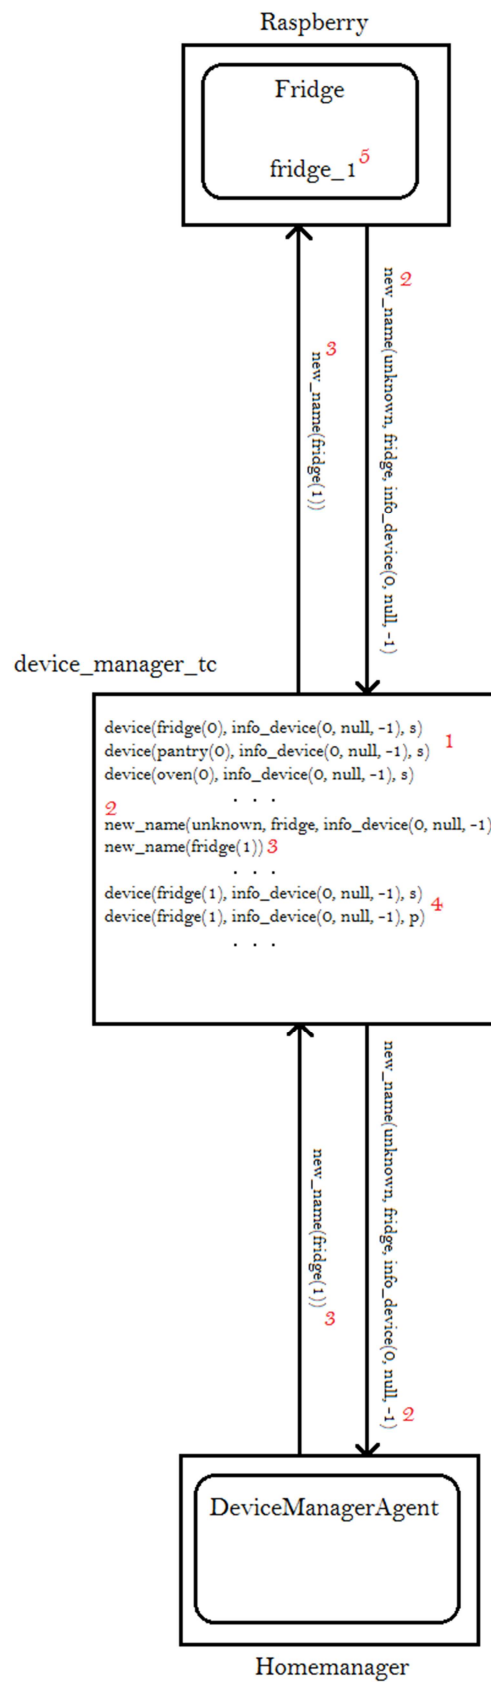 Raspberry
Fridge
fridge_1 5
new_name(unknown, fridge, info_device(0, null, -1) 2
new_name(fridge(1)) 3
device_manager_tc
device(fridge(0), info_device(0, null, -1), s)
device(pantry(0), info_device(0, null, -1), s) 1
device(oven(0), info_device(0, null, -1), s)
. . .
2
new_name(unknown, fridge, info_device(0, null, -1)
new_name(fridge(1)) 3
. . .
device(fridge(1), info_device(0, null, -1), s)
device(fridge(1), info_device(0, null, -1), p) 4
. . .
new_name(unknown, fridge, info_device(0, null, -1) 2
new_name(fridge(1)) 3
DeviceManagerAgent
Homemanager